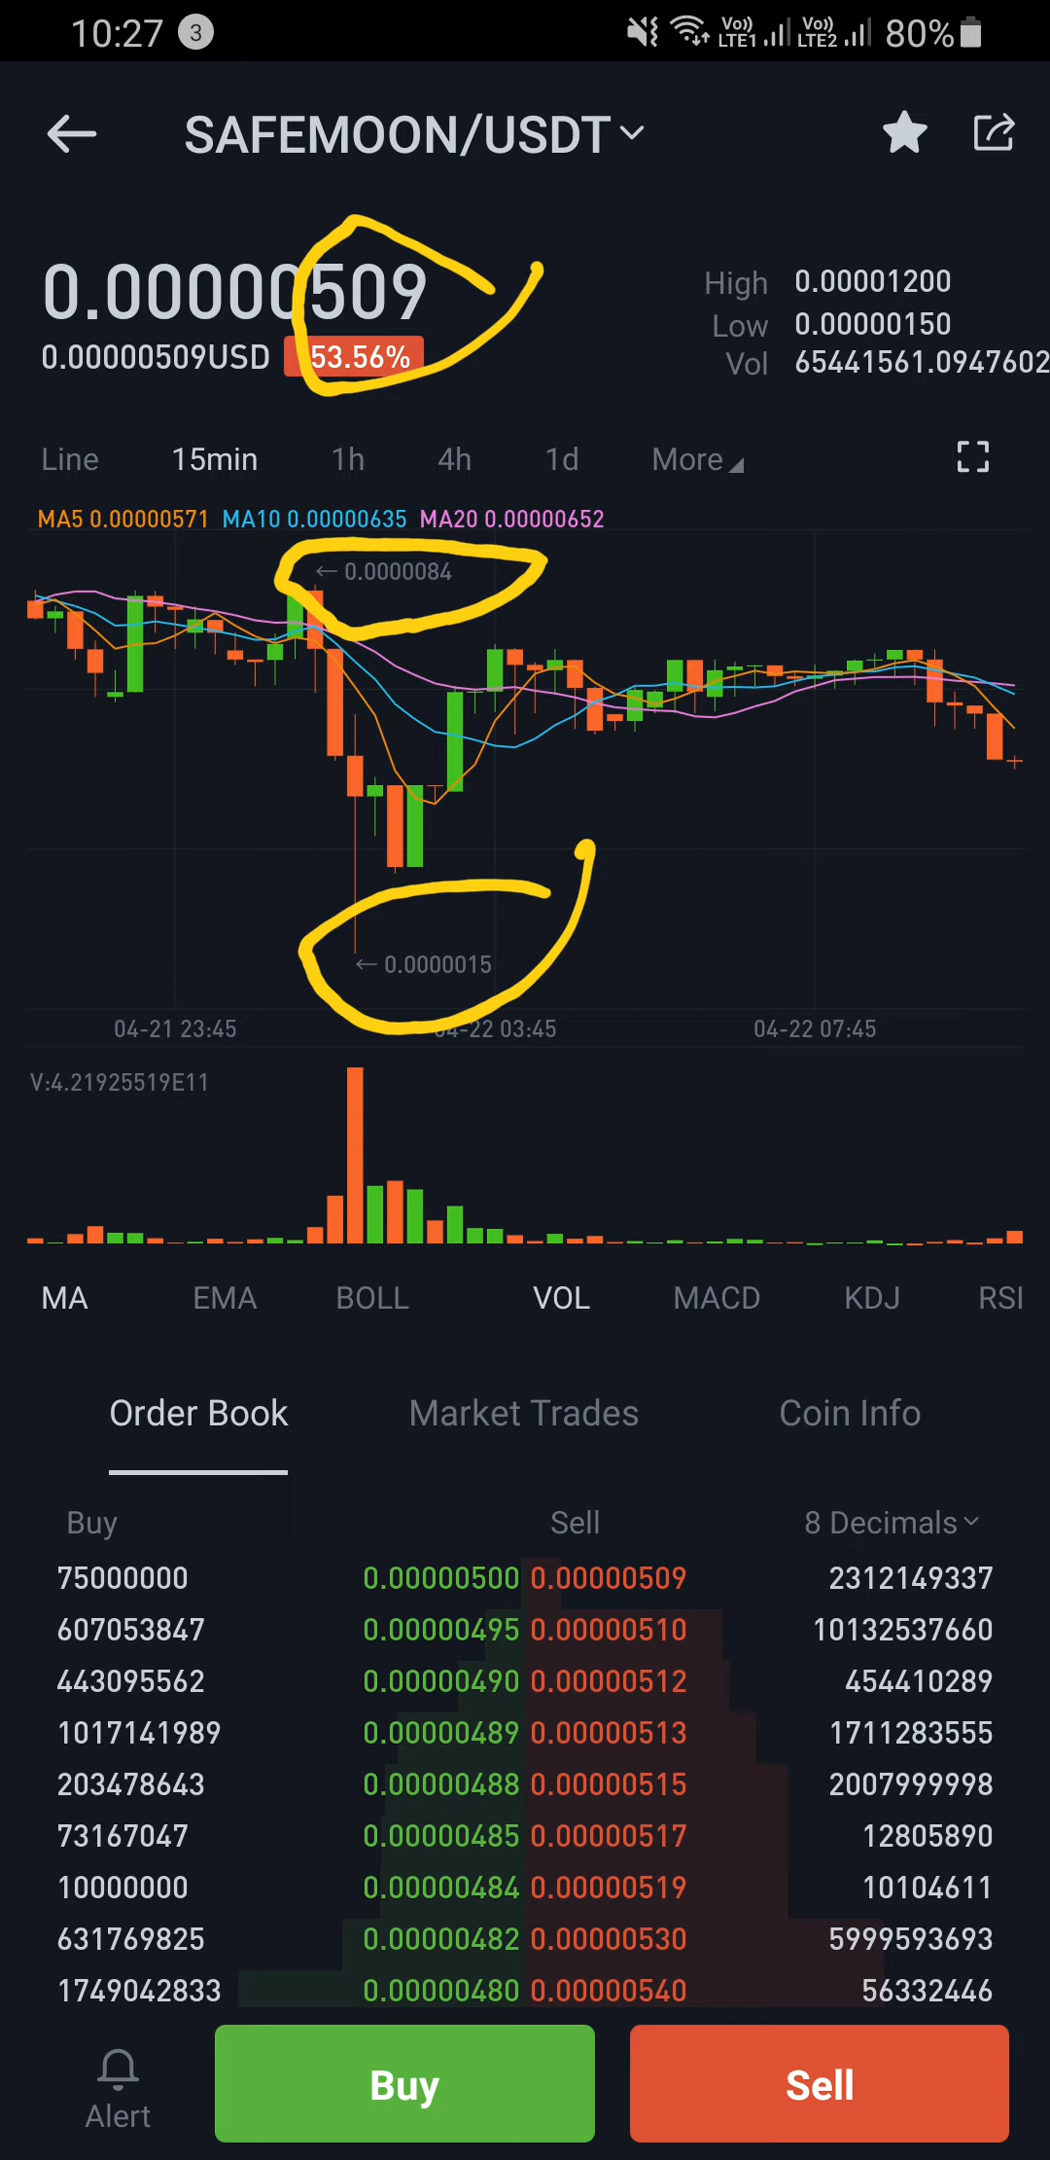 10:27 3 Vo)) LTE1 Vo)) LTE2 80%
SAFEMOON/USDT
0.00000509
0.00000509USD 53.56%
High 0.00001200
Low 0.00000150
Vol 65441561.0947602
Line 15min 1h 4h 1d More
MA5 0.00000571 MA10 0.00000635 MA20 0.00000652
← 0.0000084
← 0.0000015
04-21 23:45 04-22 03:45 04-22 07:45
V:4.21925519E11
MA EMA BOLL VOL MACD KDJ RSI
Order Book Market Trades Coin Info
Buy Sell 8 Decimals
75000000 0.00000500 0.00000509 2312149337
607053847 0.00000495 0.00000510 10132537660
443095562 0.00000490 0.00000512 454410289
1017141989 0.00000489 0.00000513 1711283555
203478643 0.00000488 0.00000515 2007999998
73167047 0.00000485 0.00000517 12805890
10000000 0.00000484 0.00000519 10104611
631769825 0.00000482 0.00000530 5999593693
1749042833 0.00000480 0.00000540 56332446
Alert Buy Sell